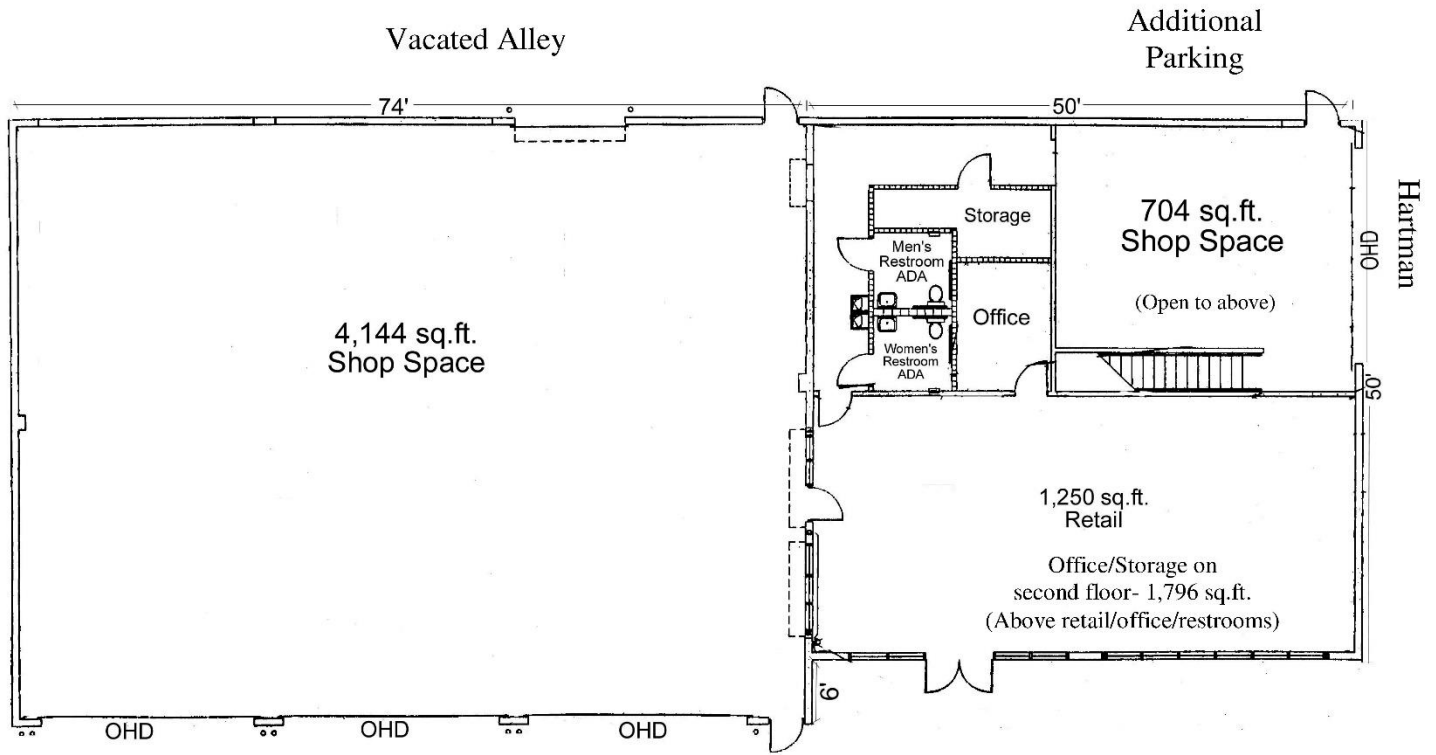 Vacated Alley
Additional
Parking
74'
50'
Hartman
Storage
704 sq.ft.
Shop Space
(Open to above)
OHD
Men's
Restroom
ADA
Office
Women's
Restroom
ADA
4,144 sq.ft.
Shop Space
50'
1,250 sq.ft.
Retail
Office/Storage on
second floor- 1,796 sq.ft.
(Above retail/office/restrooms)
6'
OHD
OHD
OHD